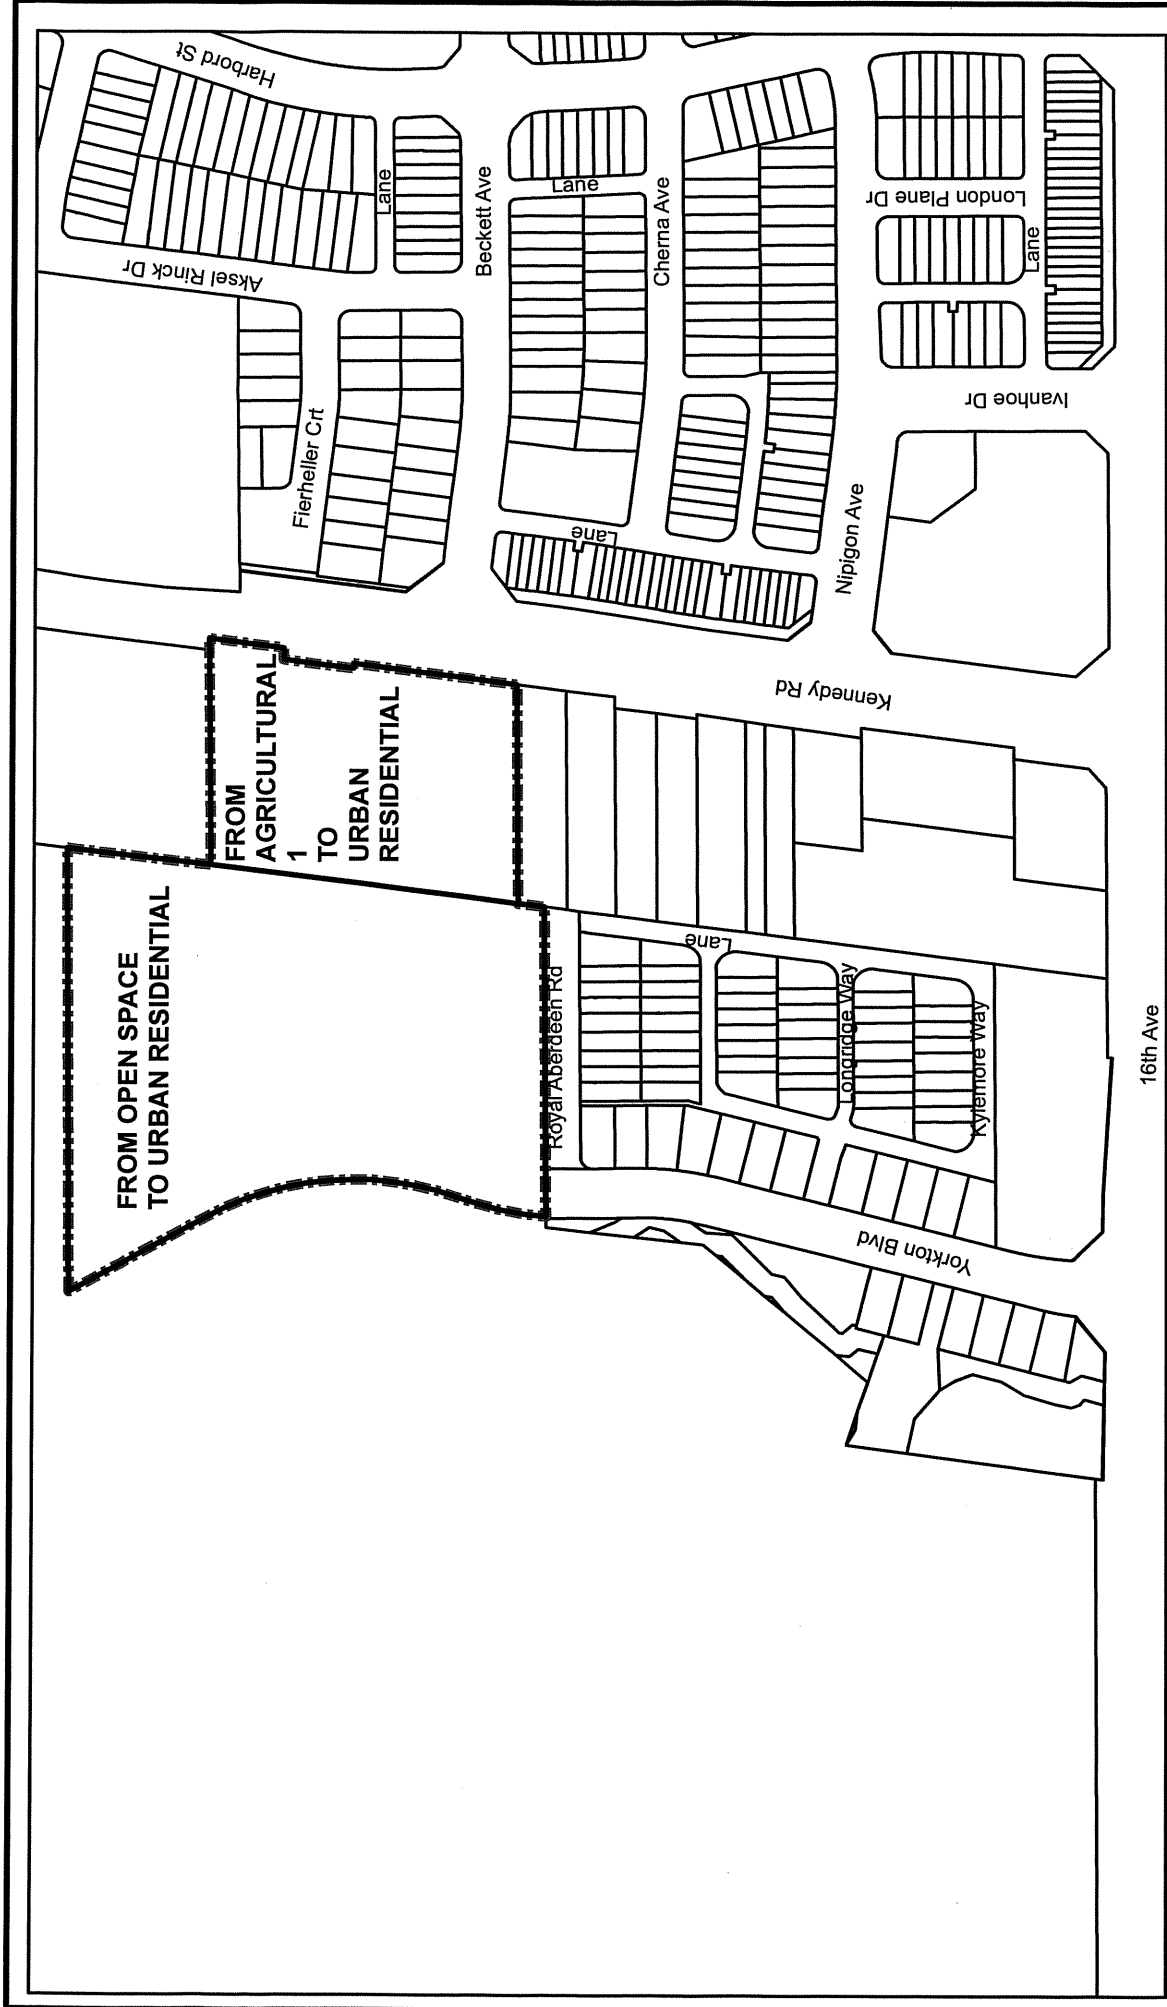 FROM OPEN SPACE
TO URBAN RESIDENTIAL
FROM
AGRICULTURAL
1
TO
URBAN
RESIDENTIAL
Harbord St
Aksel Rinck Dr
Lane
Beckett Ave
Lane
Cherna Ave
Fierheller Crt
Lane
London Plane Dr
Lane
Ivanhoe Dr
Nipigon Ave
Kennedy Rd
Royal Aberdeen Rd
Lane
Longridge Way
Kylemore Way
Yorkton Blvd
16th Ave